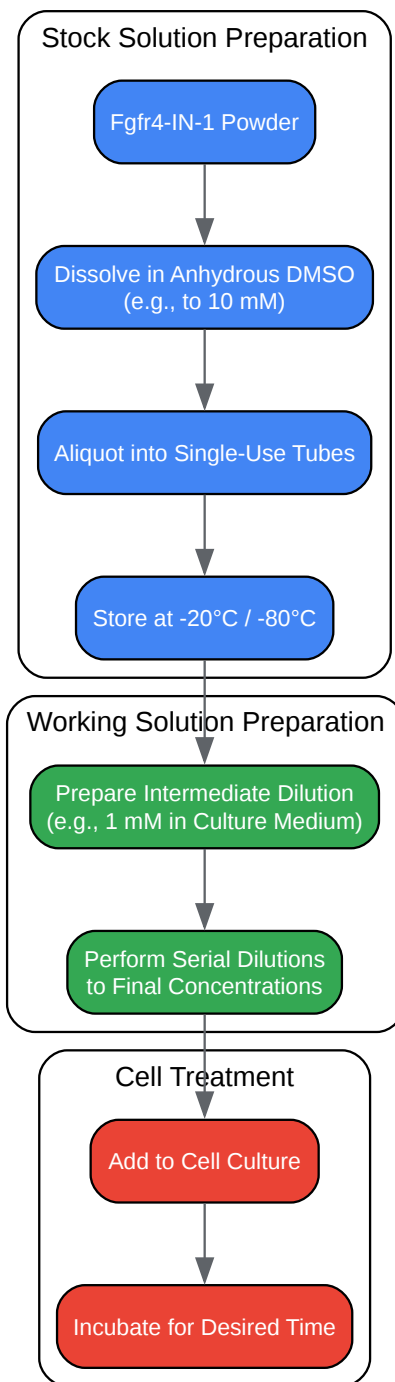 Stock Solution Preparation
Fgfr4-IN-1 Powder
Dissolve in Anhydrous DMSO
(e.g., to 10 mM)
Aliquot into Single-Use Tubes
Store at -20°C / -80°C
Working Solution Preparation
Prepare Intermediate Dilution
(e.g., 1 mM in Culture Medium)
Perform Serial Dilutions
to Final Concentrations
Cell Treatment
Add to Cell Culture
Incubate for Desired Time